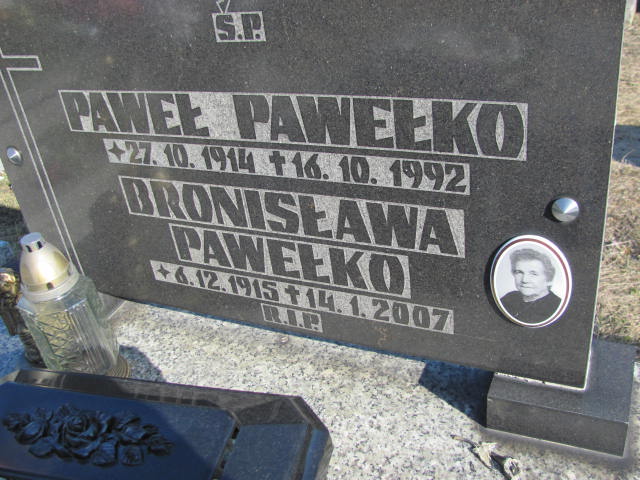 Ś.P.
PAWEŁ PAWEŁKO
✦27.10.1914 ✝16.10.1992
BRONISŁAWA
PAWEŁKO
✦6.12.1915 ✝14.1.2007
R.I.P.